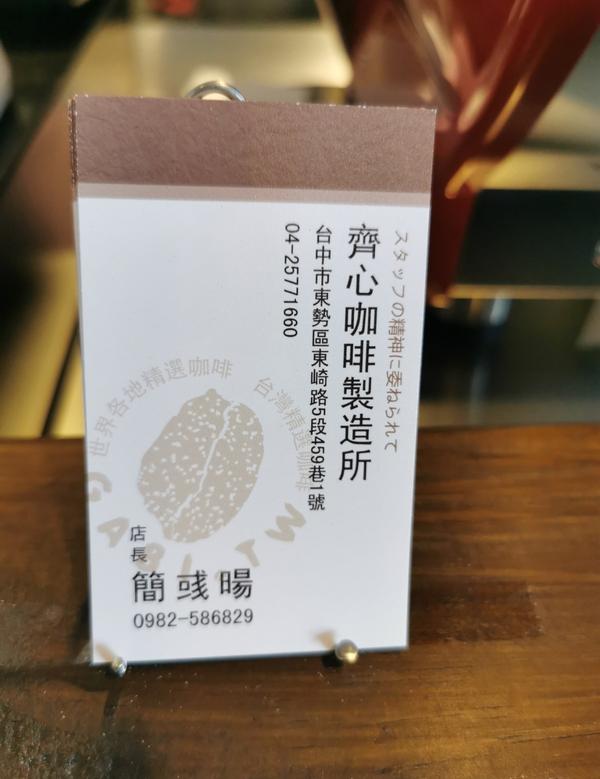 スタッフの精神に委ねられて
齊心咖啡製造所
台中市東勢區東崎路5段459巷1號
04-25771660
世界各地精選咖啡
台灣精選咖啡
店長
簡彧暘
0982-586829